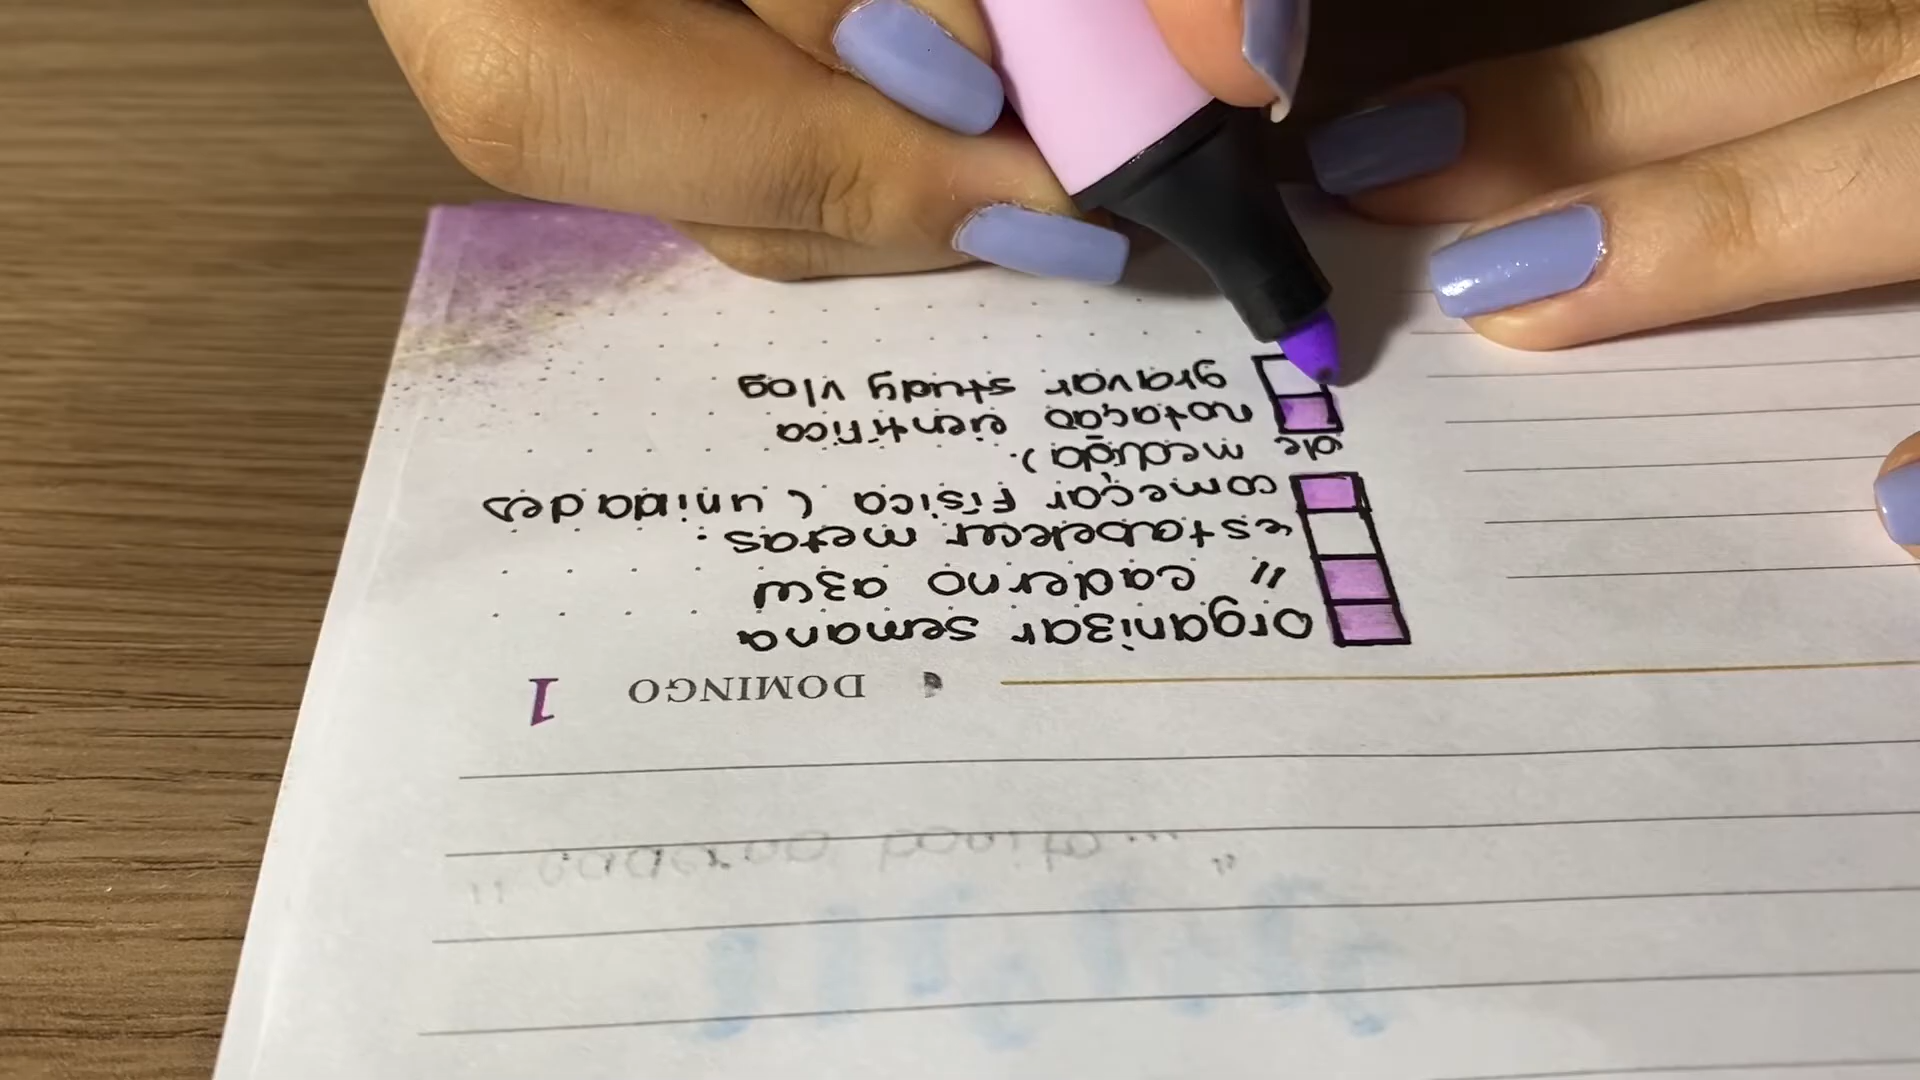 1 DOMINGO
organizar semana
" caderno a3w
estabelecer metas:
começar física (unidades
de medida).
notação científica
gravar study vlog